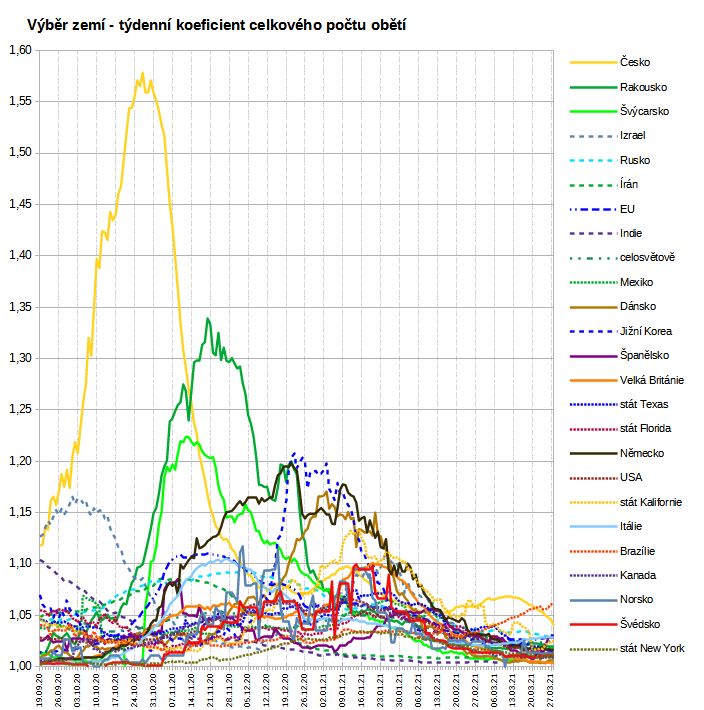 Výběr zemí - týdenní koeficient celkového počtu obětí
1,60
1,55
1,50
1,45
1,40
1,35
1,30
1,25
1,20
1,15
1,10
1,05
1,00
19.09.20
26.09.20
03.10.20
10.10.20
17.10.20
24.10.20
31.10.20
07.11.20
14.11.20
21.11.20
28.11.20
05.12.20
12.12.20
19.12.20
26.12.20
02.01.21
09.01.21
16.01.21
23.01.21
30.01.21
06.02.21
13.02.21
20.02.21
27.02.21
06.03.21
13.03.21
20.03.21
27.03.21
Česko
Rakousko
Švýcarsko
Izrael
Rusko
Írán
EU
Indie
celosvětově
Mexiko
Dánsko
Jižní Korea
Španělsko
Velká Británie
stát Texas
stát Florida
Německo
USA
stát Kalifornie
Itálie
Brazílie
Kanada
Norsko
Švédsko
stát New York